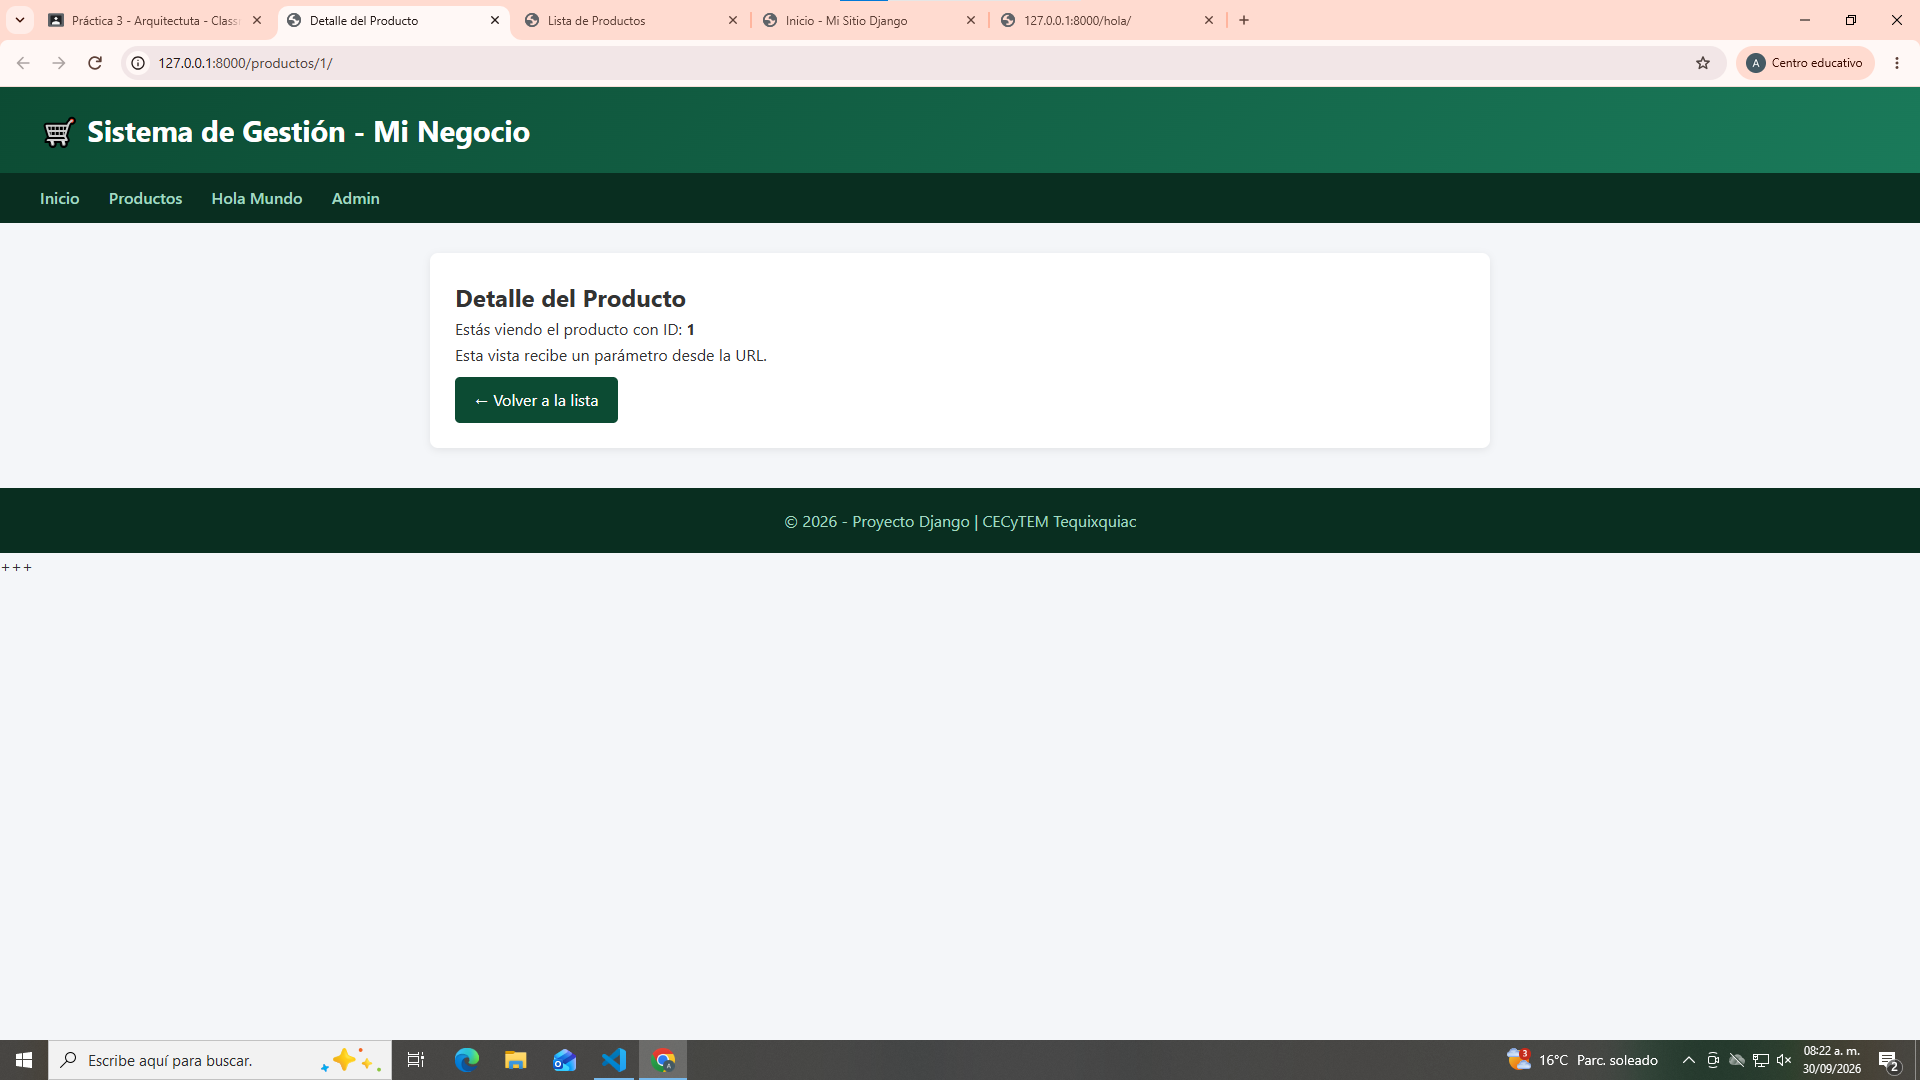 Práctica 3 - Arquitectuta - Class
Detalle del Producto
Lista de Productos
Inicio - Mi Sitio Django
127.0.0.1:8000/hola/
127.0.0.1:8000/productos/1/
A Centro educativo
Sistema de Gestión - Mi Negocio
Inicio Productos Hola Mundo Admin
Detalle del Producto
Estás viendo el producto con ID: 1
Esta vista recibe un parámetro desde la URL.
← Volver a la lista
© 2026 - Proyecto Django | CECyTEM Tequixquiac
+++
Escribe aquí para buscar.
3 16°C Parc. soleado
08:22 a. m.
30/09/2026
2